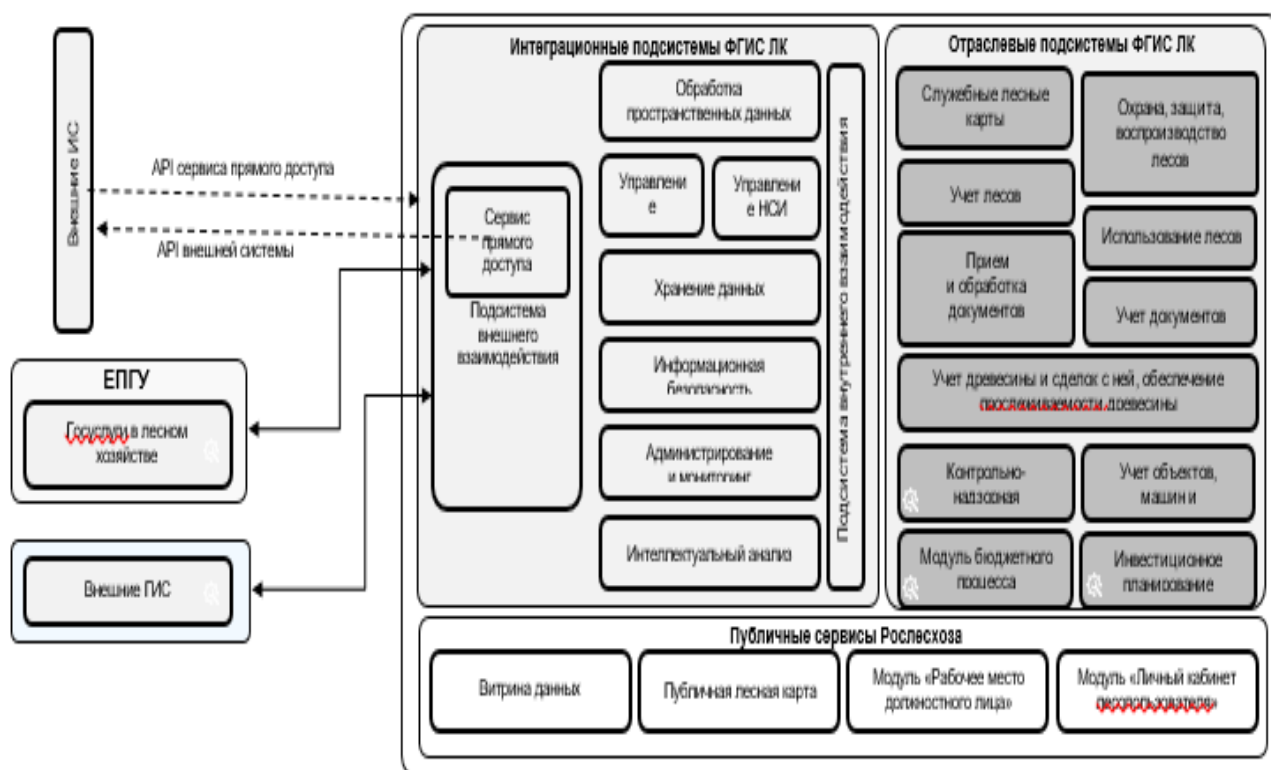 Внешние ИС
API сервиса прямого доступа
API внешней системы
ЕПГУ
Госуслуги в лесном
хозяйстве
Внешние ГИС
Интеграционные подсистемы ФГИС ЛК
Сервис
прямого
доступа
Подсистема
внешнего
взаимодействия
Обработка
пространственных данных
Управлени
е
Управлени
е НСИ
Хранение данных
Информационная
безопасность
Администрирование
и мониторинг
Интеллектуальный анализ
Подсистема внутреннего взаимодействия
Отраслевые подсистемы ФГИС ЛК
Служебные лесные
карты
Охрана, защита,
воспроизводство
лесов
Учет лесов
Использование лесов
Прием
и обработка
документов
Учет документов
Учет древесины и сделок с ней, обеспечение
прослеживаемости древесины
Контрольно-
надзорная
Учет объектов,
машин и
Модуль бюджетного
процесса
Инвестиционное
планирование
Публичные сервисы Рослесхоза
Витрина данных
Публичная лесная карта
Модуль «Рабочее место
должностного лица»
Модуль «Личный кабинет
лесопользователя»